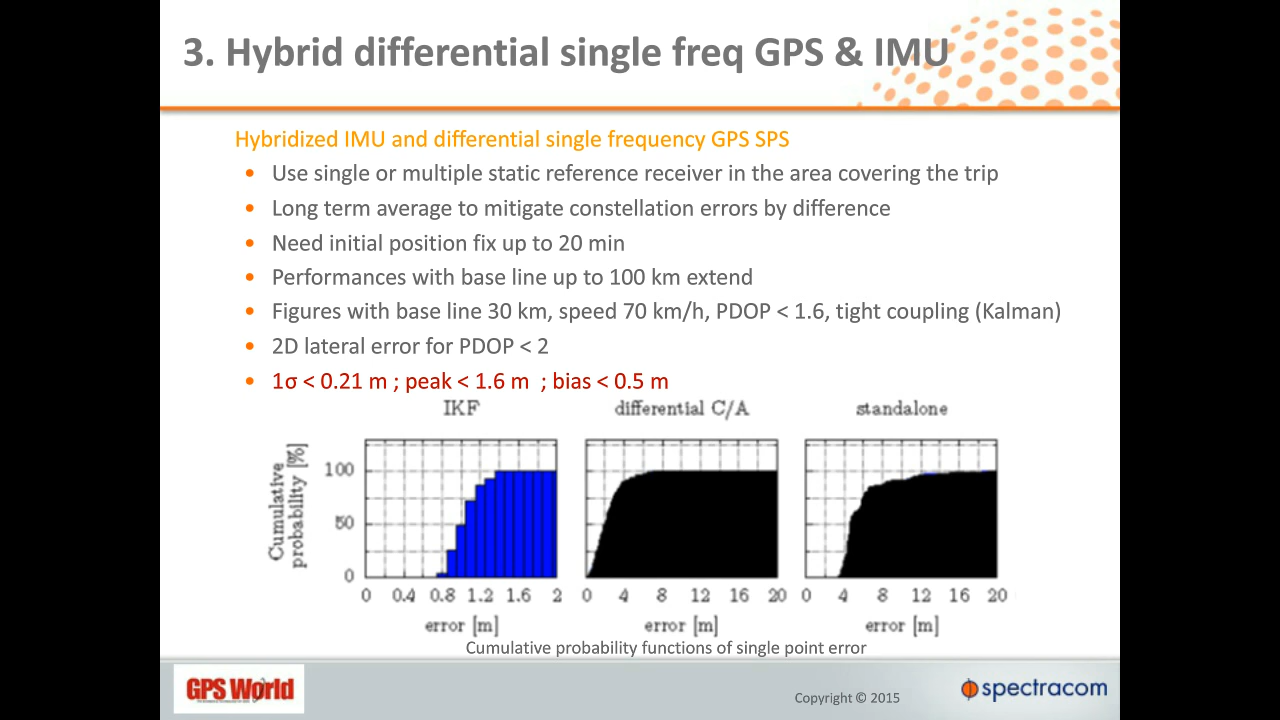 3. Hybrid differential single freq GPS & IMU
Hybridized IMU and differential single frequency GPS SPS
• Use single or multiple static reference receiver in the area covering the trip
• Long term average to mitigate constellation errors by difference
• Need initial position fix up to 20 min
• Performances with base line up to 100 km extend
• Figures with base line 30 km, speed 70 km/h, PDOP < 1.6, tight coupling (Kalman)
• 2D lateral error for PDOP < 2
• 1σ < 0.21 m ; peak < 1.6 m ; bias < 0.5 m
IKF differential C/A standalone
Cumulative
probability [%]
100
50
0
0 0.4 0.8 1.2 1.6 2 0 4 8 12 16 20 0 4 8 12 16 20
error [m] error [m] error [m]
Cumulative probability functions of single point error
GPS World
Copyright © 2015
spectracom